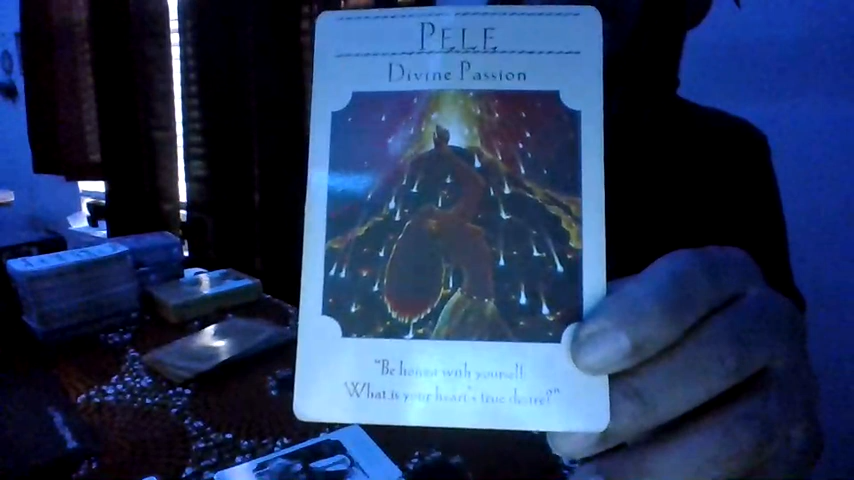 PELE
Divine Passion
"Be honest with yourself.
What is your heart's true desire?"